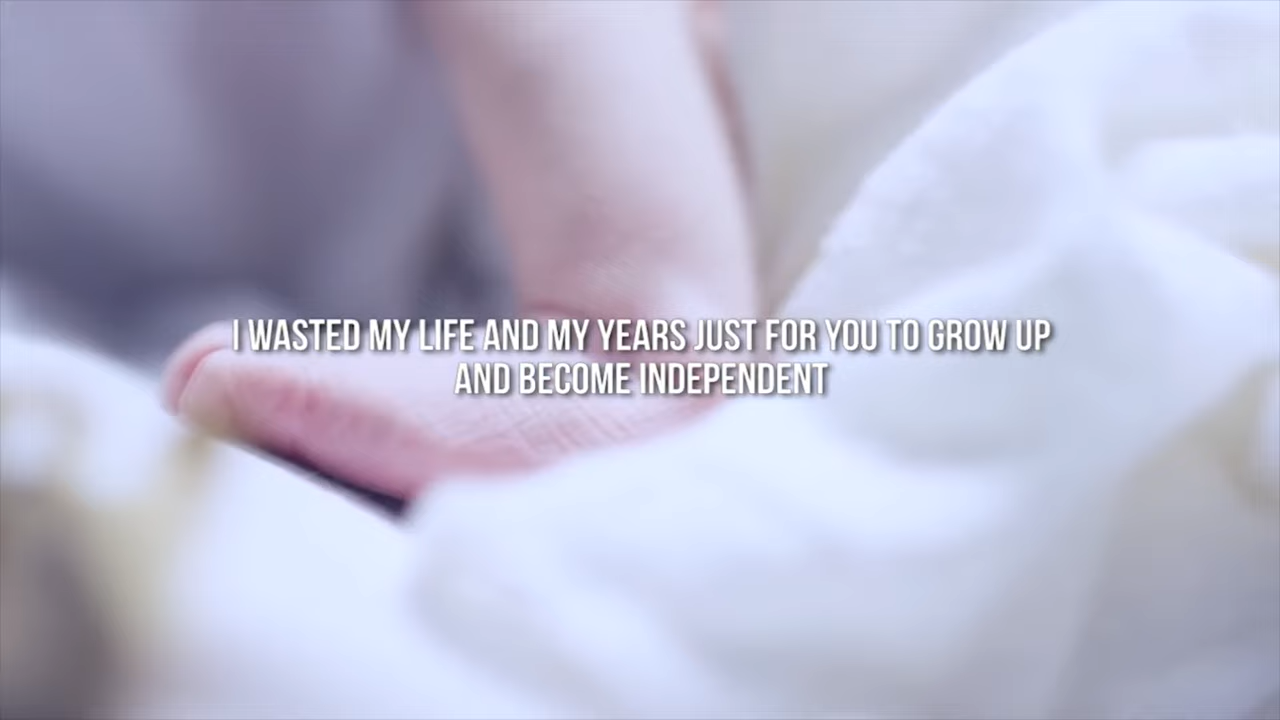 I WASTED MY LIFE AND MY YEARS JUST FOR YOU TO GROW UP
AND BECOME INDEPENDENT